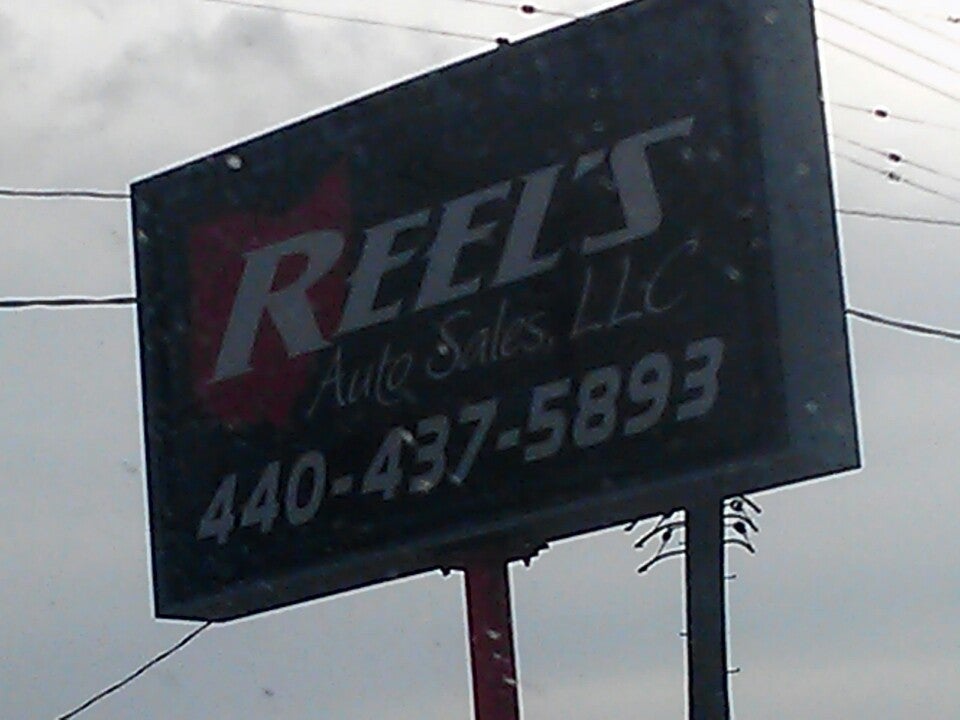 REEL'S
Auto Sales, LLC
440-437-5893